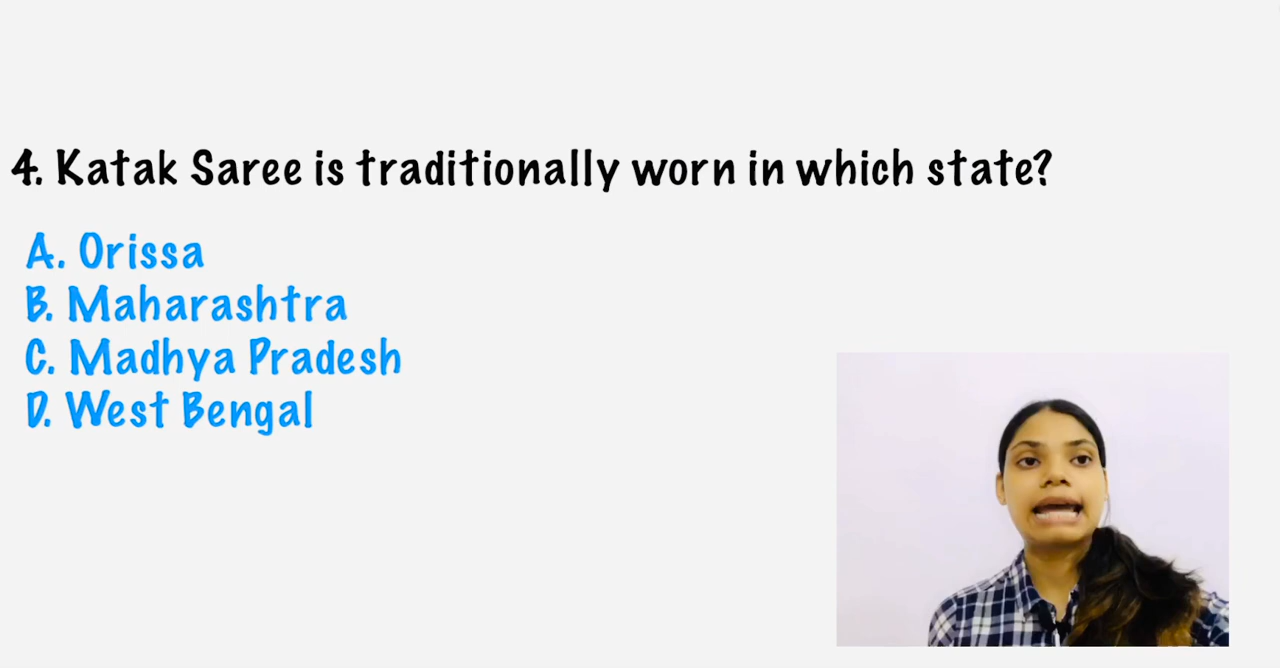 4. Katak Saree is traditionally worn in which state?
A. Orissa
B. Maharashtra
C. Madhya Pradesh
D. West Bengal